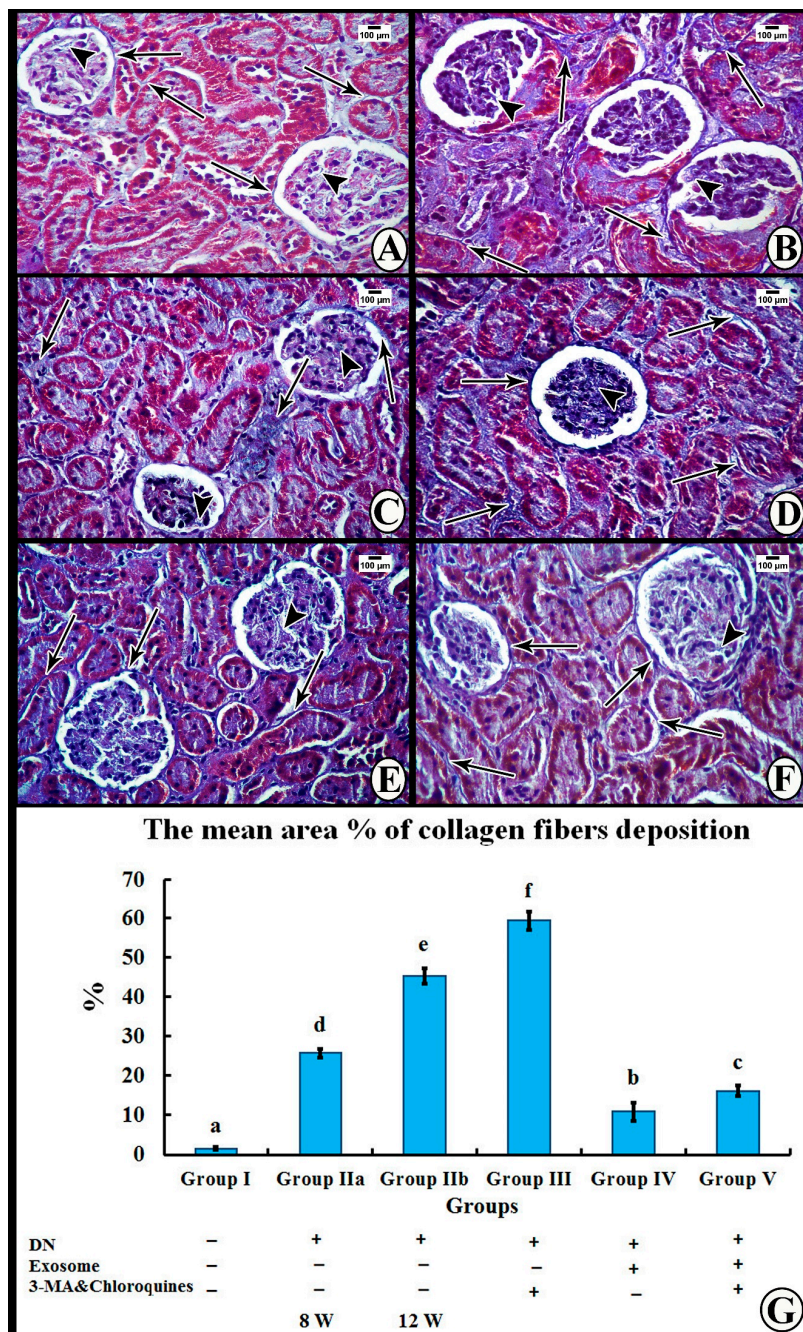 100 µm
100 µm
A
B
100 µm
100 µm
C
D
100 µm
100 µm
E
F
The mean area % of collagen fibers deposition
70
60
50
40
30
20
10
0
%
a
d
e
f
b
c
Group I Group IIa Group IIb Group III Group IV Group V
Groups
DN – + + + + +
Exosome – – – – + +
3-MA&Chloroquines – – – + – +
8 W 12 W
G